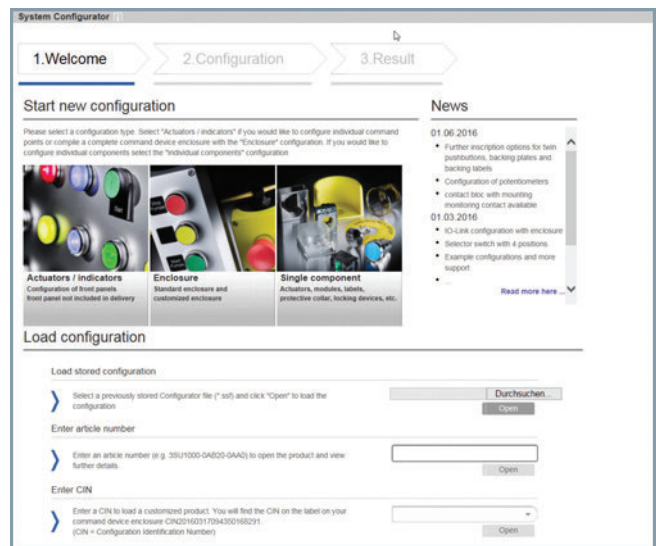 System Configurator
1.Welcome
2.Configuration
3.Result
Start new configuration
Please select a configuration type. Select "Actuators / indicators" if you would like to configure individual command
points or compile a complete command device enclosure with the "Enclosure" configuration. If you would like to
configure individual components select the "individual components" configuration
Actuators / indicators
Configuration of front panels
front panel not included in delivery
Enclosure
Standard enclosure and
customized enclosure
Single component
Actuators, modules, labels,
protective collar, locking devices, etc.
News
01.06.2016
• Further inscription options for twin
pushbuttons, backing plates and
backing labels
• Configuration of potentiometers
• contact bloc with mounting
monitoring contact available
01.03.2016
• IO-Link configuration with enclosure
• Selector switch with 4 positions
• Example configurations and more
support
• ...
Read more here ...
Load configuration
Load stored configuration
Select a previously stored Configurator file (*.ssf) and click "Open" to load the
configuration
Durchsuchen...
Open
Enter article number
Enter an article number (e.g. 3SU1000-0AB20-0AA0) to open the product and view
further details.
Open
Enter CIN
Enter a CIN to load a customized product. You will find the CIN on the label on your
command device enclosure CIN20160317094350168291.
(CIN = Configuration Identification Number)
Open